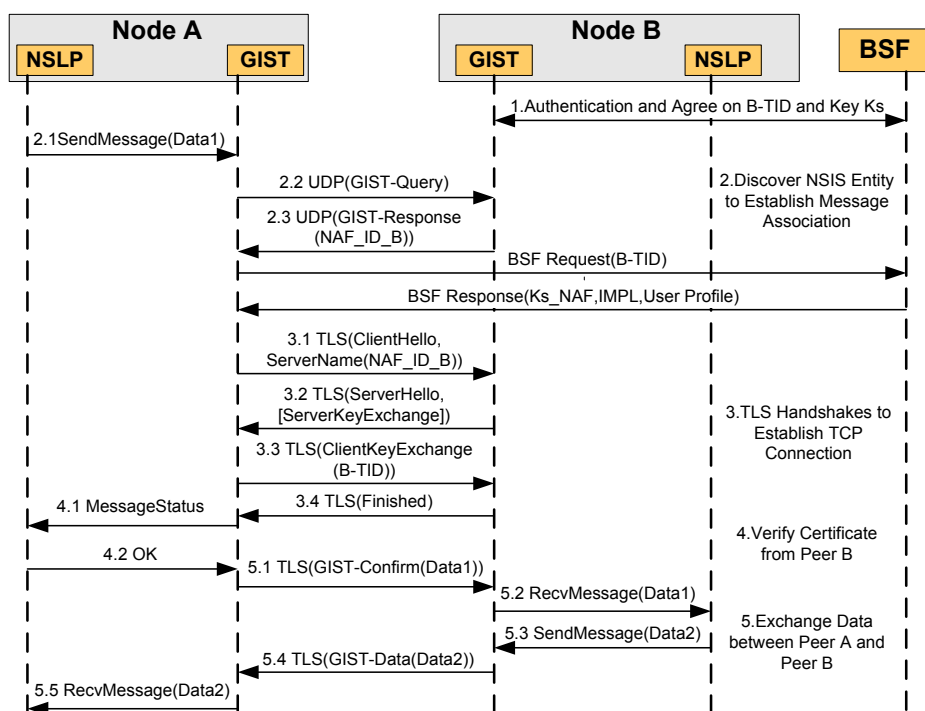 Node A
Node B
BSF
NSLP
GIST
GIST
NSLP
1.Authentication and Agree on B-TID and Key Ks
2.1SendMessage(Data1)
2.2 UDP(GIST-Query)
2.Discover NSIS Entity
to Establish Message
Association
2.3 UDP(GIST-Response
(NAF_ID_B))
BSF Request(B-TID)
BSF Response(Ks_NAF,IMPL,User Profile)
3.1 TLS(ClientHello,
ServerName(NAF_ID_B))
3.2 TLS(ServerHello,
[ServerKeyExchange])
3.TLS Handshakes to
Establish TCP
Connection
3.3 TLS(ClientKeyExchange
(B-TID))
3.4 TLS(Finished)
4.1 MessageStatus
4.Verify Certificate
from Peer B
4.2 OK
5.1 TLS(GIST-Confirm(Data1))
5.2 RecvMessage(Data1)
5.3 SendMessage(Data2)
5.Exchange Data
between Peer A and
Peer B
5.4 TLS(GIST-Data(Data2))
5.5 RecvMessage(Data2)